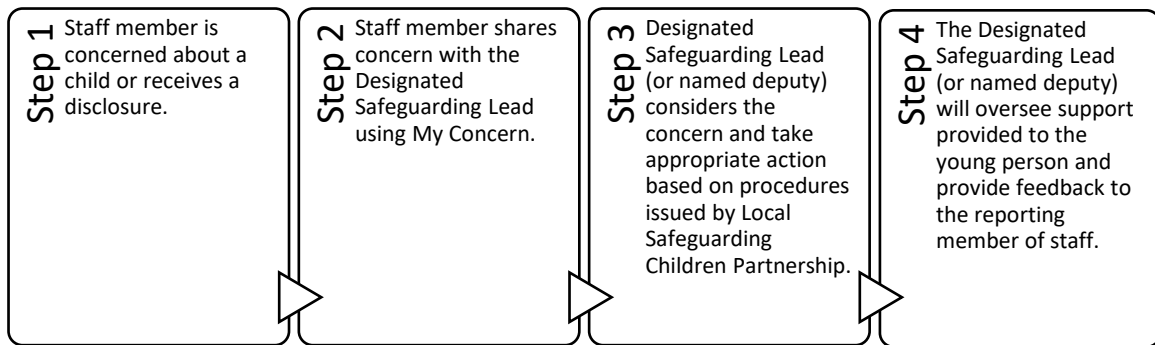 Step 1
Staff member is
concerned about a
child or receives a
disclosure.
Step 2
Staff member shares
concern with the
Designated
Safeguarding Lead
using My Concern.
Step 3
Designated
Safeguarding Lead
(or named deputy)
considers the
concern and take
appropriate action
based on procedures
issued by Local
Safeguarding
Children Partnership.
Step 4
The Designated
Safeguarding Lead
(or named deputy)
will oversee support
provided to the
young person and
provide feedback to
the reporting
member of staff.